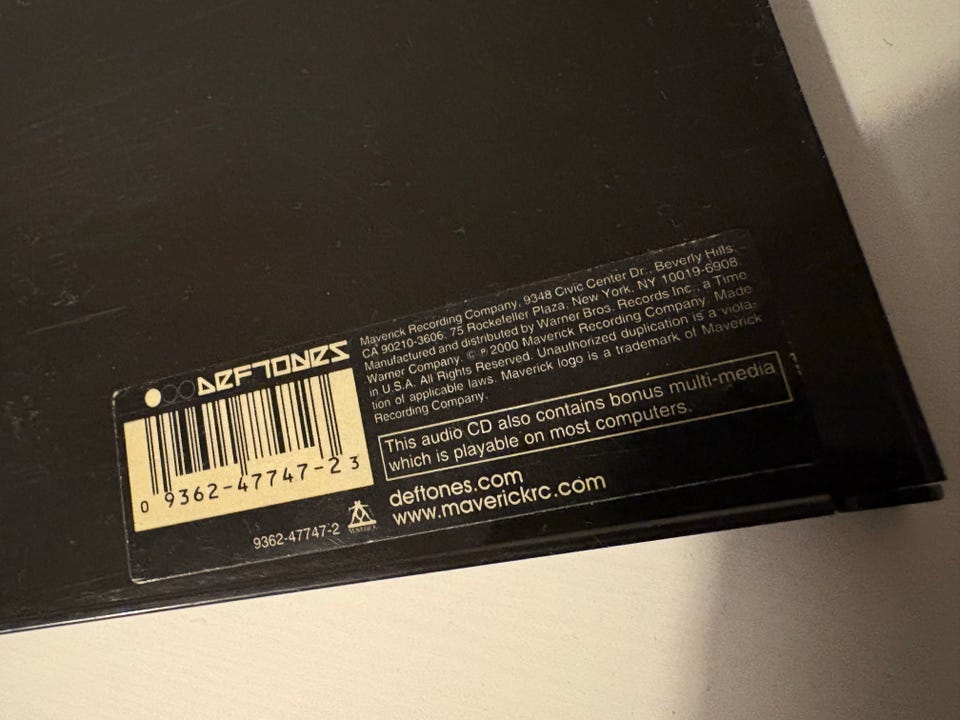 DEFTONES
0 9362-47747-2 3
9362-47747-2
MAVERICK
Maverick Recording Company, 9348 Civic Center Dr., Beverly Hills,
CA 90210-3606, 75 Rockefeller Plaza, New York, NY 10019-6908.
Manufactured and distributed by Warner Bros. Records Inc., a Time
Warner Company. © ℗ 2000 Maverick Recording Company. Made
in U.S.A. All Rights Reserved. Unauthorized duplication is a viola-
tion of applicable laws. Maverick logo is a trademark of Maverick
Recording Company.
This audio CD also contains bonus multi-media
which is playable on most computers.
deftones.com
www.maverickrc.com